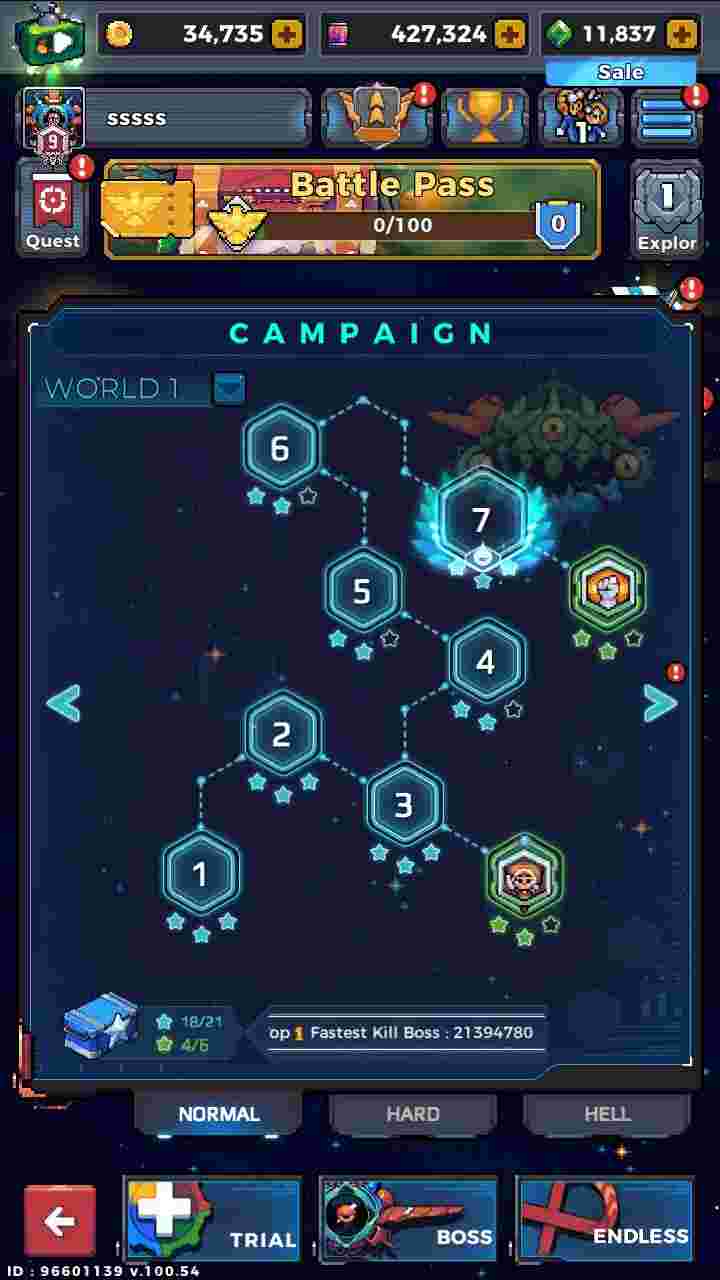 34,735
427,324
11,837
Sale
9
sssss
1
Quest
Battle Pass
0/100
0
1
Explor
CAMPAIGN
WORLD 1
6
7
5
4
2
3
1
18/21
4/6
op 1 Fastest Kill Boss : 21394780
NORMAL
HARD
HELL
TRIAL
BOSS
ENDLESS
ID : 96601139 v.100.54